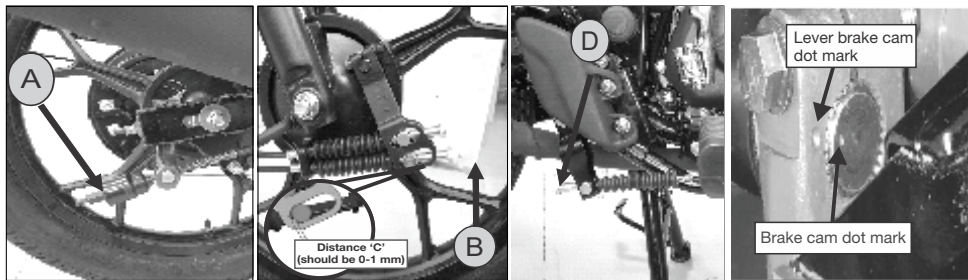 A
Distance ‘C’
(should be 0-1 mm)
B
D
Lever brake cam
dot mark
Brake cam dot mark